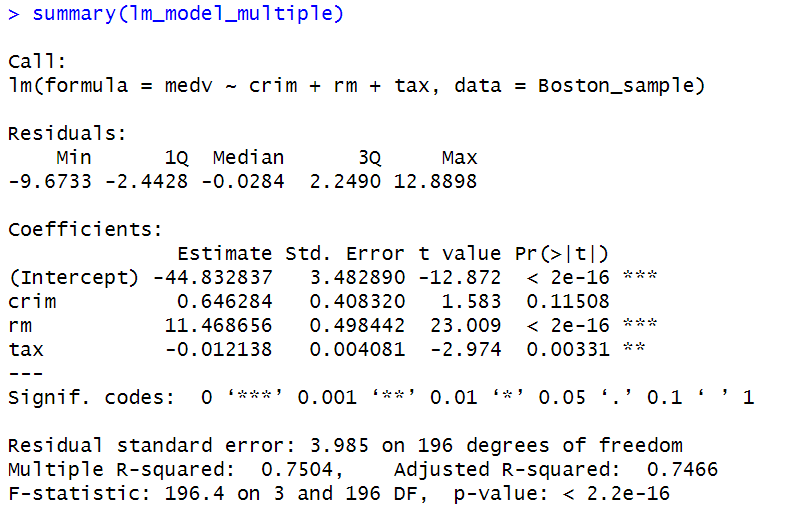 > summary(lm_model_multiple)
Call:
lm(formula = medv ~ crim + rm + tax, data = Boston_sample)
Residuals:
    Min      1Q  Median      3Q     Max
-9.6733 -2.4428 -0.0284  2.2490 12.8898
Coefficients:
              Estimate Std. Error t value Pr(>|t|)
(Intercept) -44.832837   3.482890 -12.872  < 2e-16 ***
crim          0.646284   0.408320   1.583  0.11508
rm           11.468656   0.498442  23.009  < 2e-16 ***
tax          -0.012138   0.004081  -2.974  0.00331 **
---
Signif. codes:  0 ‘***’ 0.001 ‘**’ 0.01 ‘*’ 0.05 ‘.’ 0.1 ‘ ’ 1
Residual standard error: 3.985 on 196 degrees of freedom
Multiple R-squared:  0.7504,    Adjusted R-squared:  0.7466
F-statistic: 196.4 on 3 and 196 DF,  p-value: < 2.2e-16